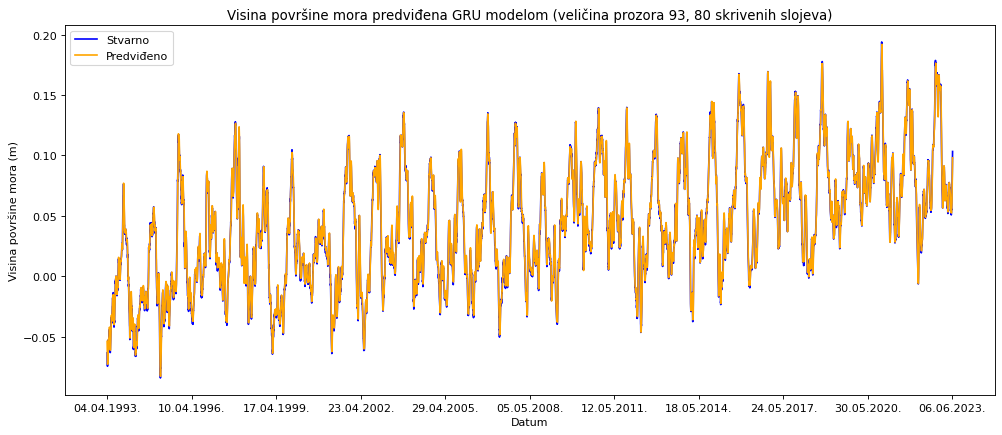 Visina površine mora predviđena GRU modelom (veličina prozora 93, 80 skrivenih slojeva)
Stvarno
Predviđeno
Visina površine mora (m)
0.20
0.15
0.10
0.05
0.00
−0.05
04.04.1993. 10.04.1996. 17.04.1999. 23.04.2002. 29.04.2005. 05.05.2008. 12.05.2011. 18.05.2014. 24.05.2017. 30.05.2020. 06.06.2023.
Datum